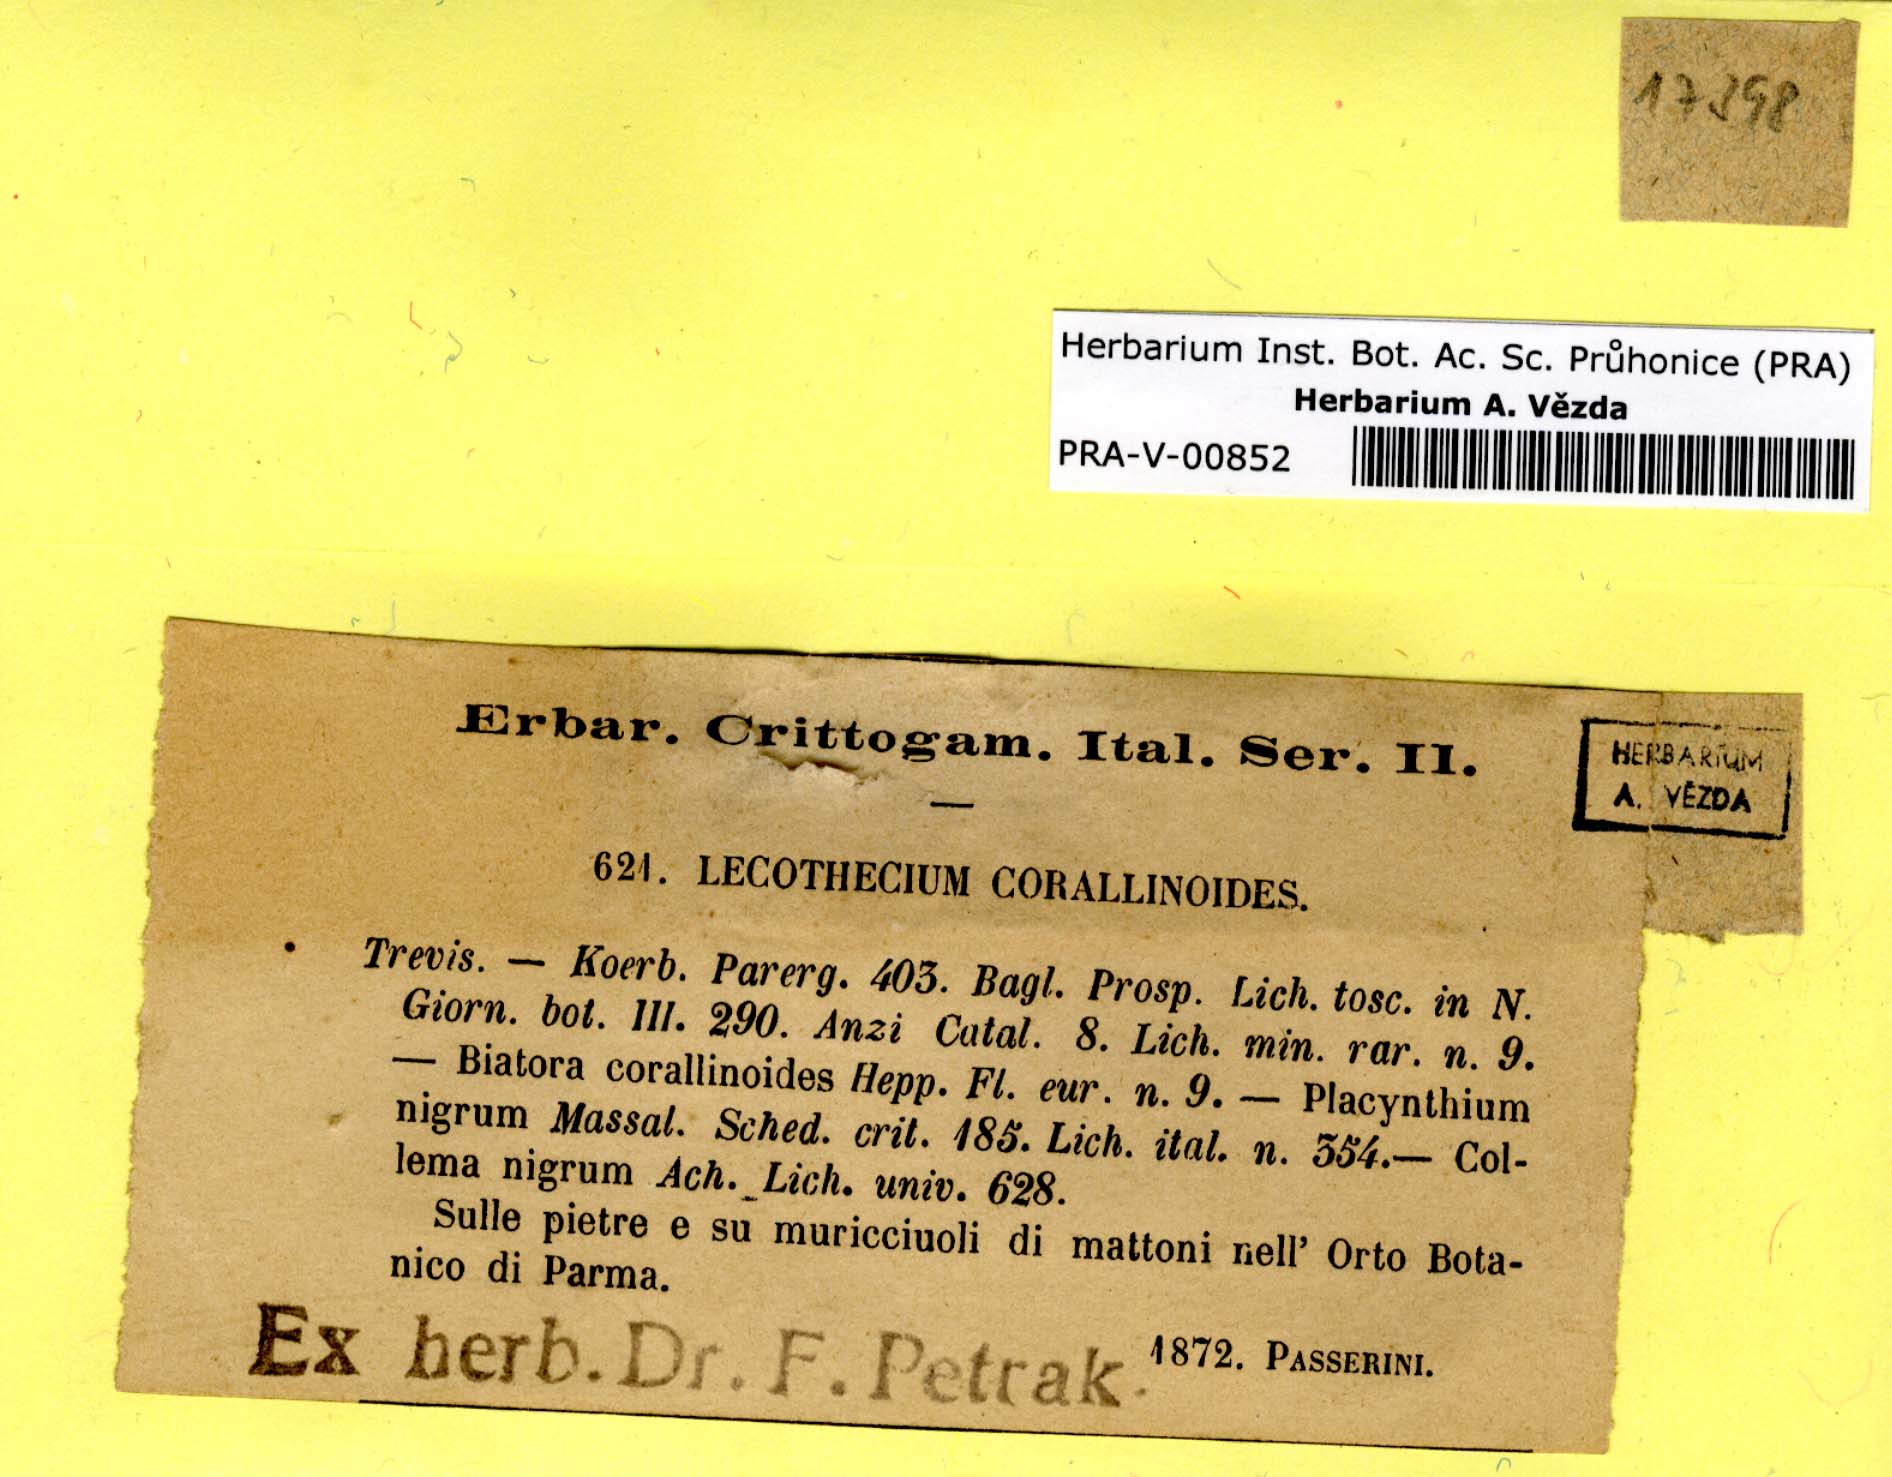 17398
Herbarium Inst. Bot. Ac. Sc. Průhonice (PRA)
Herbarium A. Vězda
PRA-V-00852
Erbar. Crittogam. Ital. Ser. II.
HERBARIUM
A. VĚZDA
621. LECOTHECIUM CORALLINOIDES.
Trevis. — Koerb. Parerg. 403. Bagl. Prosp. Lich. tosc. in N.
Giorn. bot. III. 290. Anzi Catal. 8. Lich. min. rar. n. 9.
— Biatora corallinoides Hepp. Fl. eur. n. 9. — Placynthium
nigrum Massal. Sched. crit. 185. Lich. ital. n. 354.— Col-
lema nigrum Ach. Lich. univ. 628.
Sulle pietre e su muricciuoli di mattoni nell' Orto Bota-
nico di Parma.
Ex herb. Dr. F. Petrak.
1872. PASSERINI.